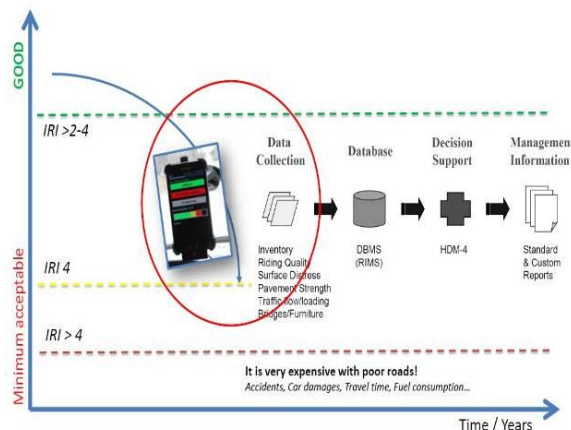 GOOD
IRI >2-4
Data
Collection
Database
Decision
Support
Management
Information
Inventory
Riding Quality
Surface Distress
Pavement Strength
Traffic flow/loading
Bridges/Furniture
DBMS
(RIMS)
HDM-4
Standard
& Custom
Reports
IRI 4
Minimum acceptable
IRI > 4
It is very expensive with poor roads!
Accidents, Car damages, Travel time, Fuel consumption...
Time / Years